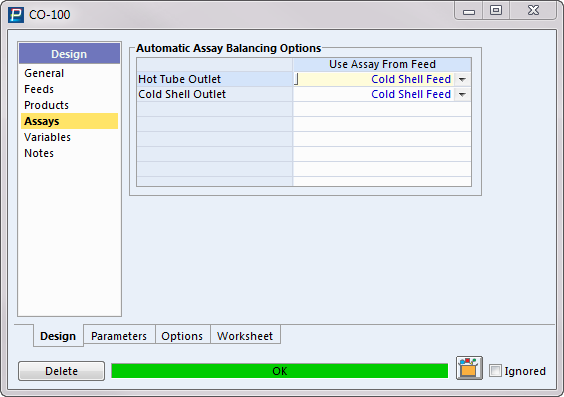 CO-100
Design
General
Feeds
Products
Assays
Variables
Notes
Automatic Assay Balancing Options
Use Assay From Feed
Hot Tube Outlet Cold Shell Feed
Cold Shell Outlet Cold Shell Feed
Design Parameters Options Worksheet
Delete OK Ignored